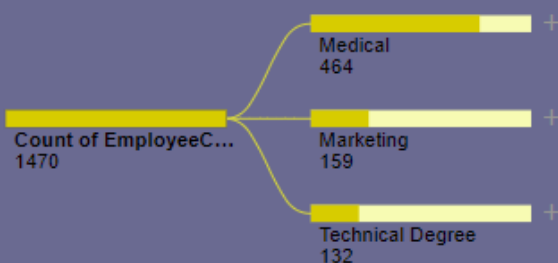 Medical
464
Count of EmployeeC...
1470
Marketing
159
Technical Degree
132